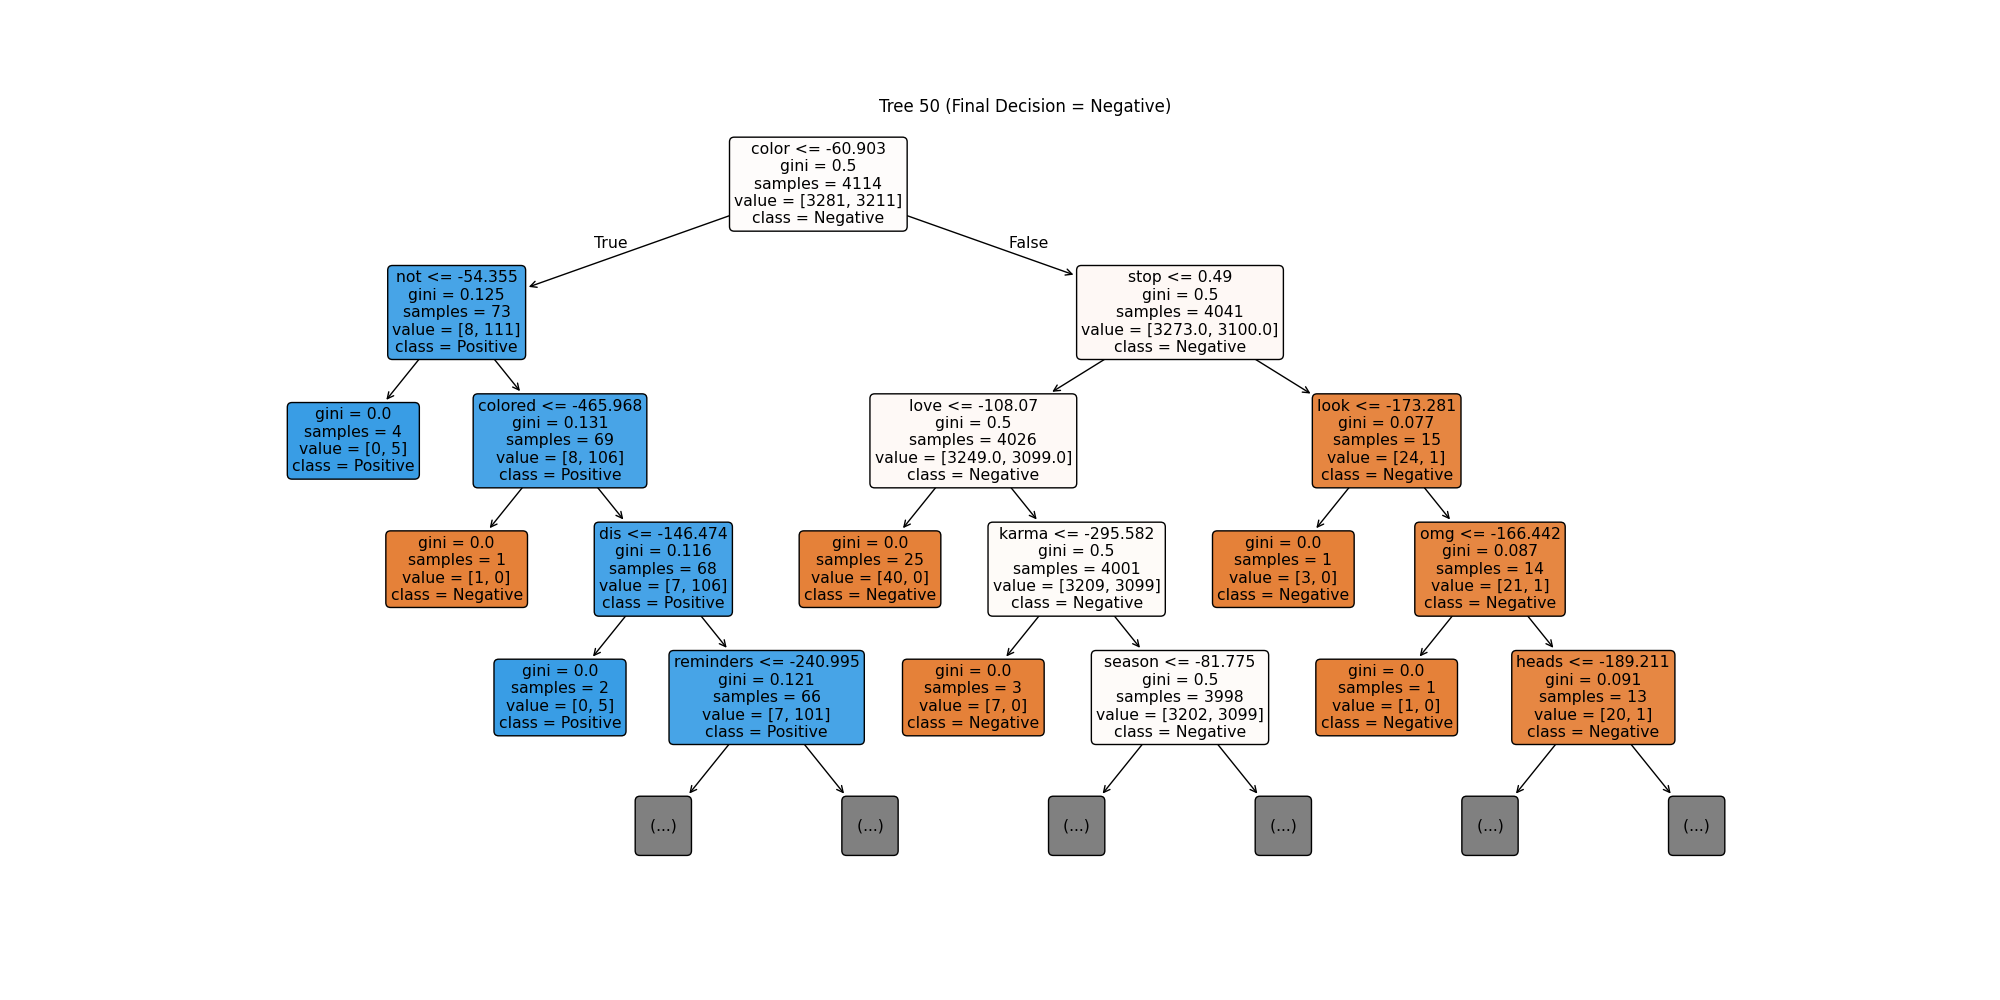 Tree 50 (Final Decision = Negative)
color <= -60.903
gini = 0.5
samples = 4114
value = [3281, 3211]
class = Negative
True
False
not <= -54.355
gini = 0.125
samples = 73
value = [8, 111]
class = Positive
stop <= 0.49
gini = 0.5
samples = 4041
value = [3273.0, 3100.0]
class = Negative
gini = 0.0
samples = 4
value = [0, 5]
class = Positive
colored <= -465.968
gini = 0.131
samples = 69
value = [8, 106]
class = Positive
love <= -108.07
gini = 0.5
samples = 4026
value = [3249.0, 3099.0]
class = Negative
look <= -173.281
gini = 0.077
samples = 15
value = [24, 1]
class = Negative
gini = 0.0
samples = 1
value = [1, 0]
class = Negative
dis <= -146.474
gini = 0.116
samples = 68
value = [7, 106]
class = Positive
gini = 0.0
samples = 25
value = [40, 0]
class = Negative
karma <= -295.582
gini = 0.5
samples = 4001
value = [3209, 3099]
class = Negative
gini = 0.0
samples = 1
value = [3, 0]
class = Negative
omg <= -166.442
gini = 0.087
samples = 14
value = [21, 1]
class = Negative
gini = 0.0
samples = 2
value = [0, 5]
class = Positive
reminders <= -240.995
gini = 0.121
samples = 66
value = [7, 101]
class = Positive
gini = 0.0
samples = 3
value = [7, 0]
class = Negative
season <= -81.775
gini = 0.5
samples = 3998
value = [3202, 3099]
class = Negative
gini = 0.0
samples = 1
value = [1, 0]
class = Negative
heads <= -189.211
gini = 0.091
samples = 13
value = [20, 1]
class = Negative
(...)
(...)
(...)
(...)
(...)
(...)